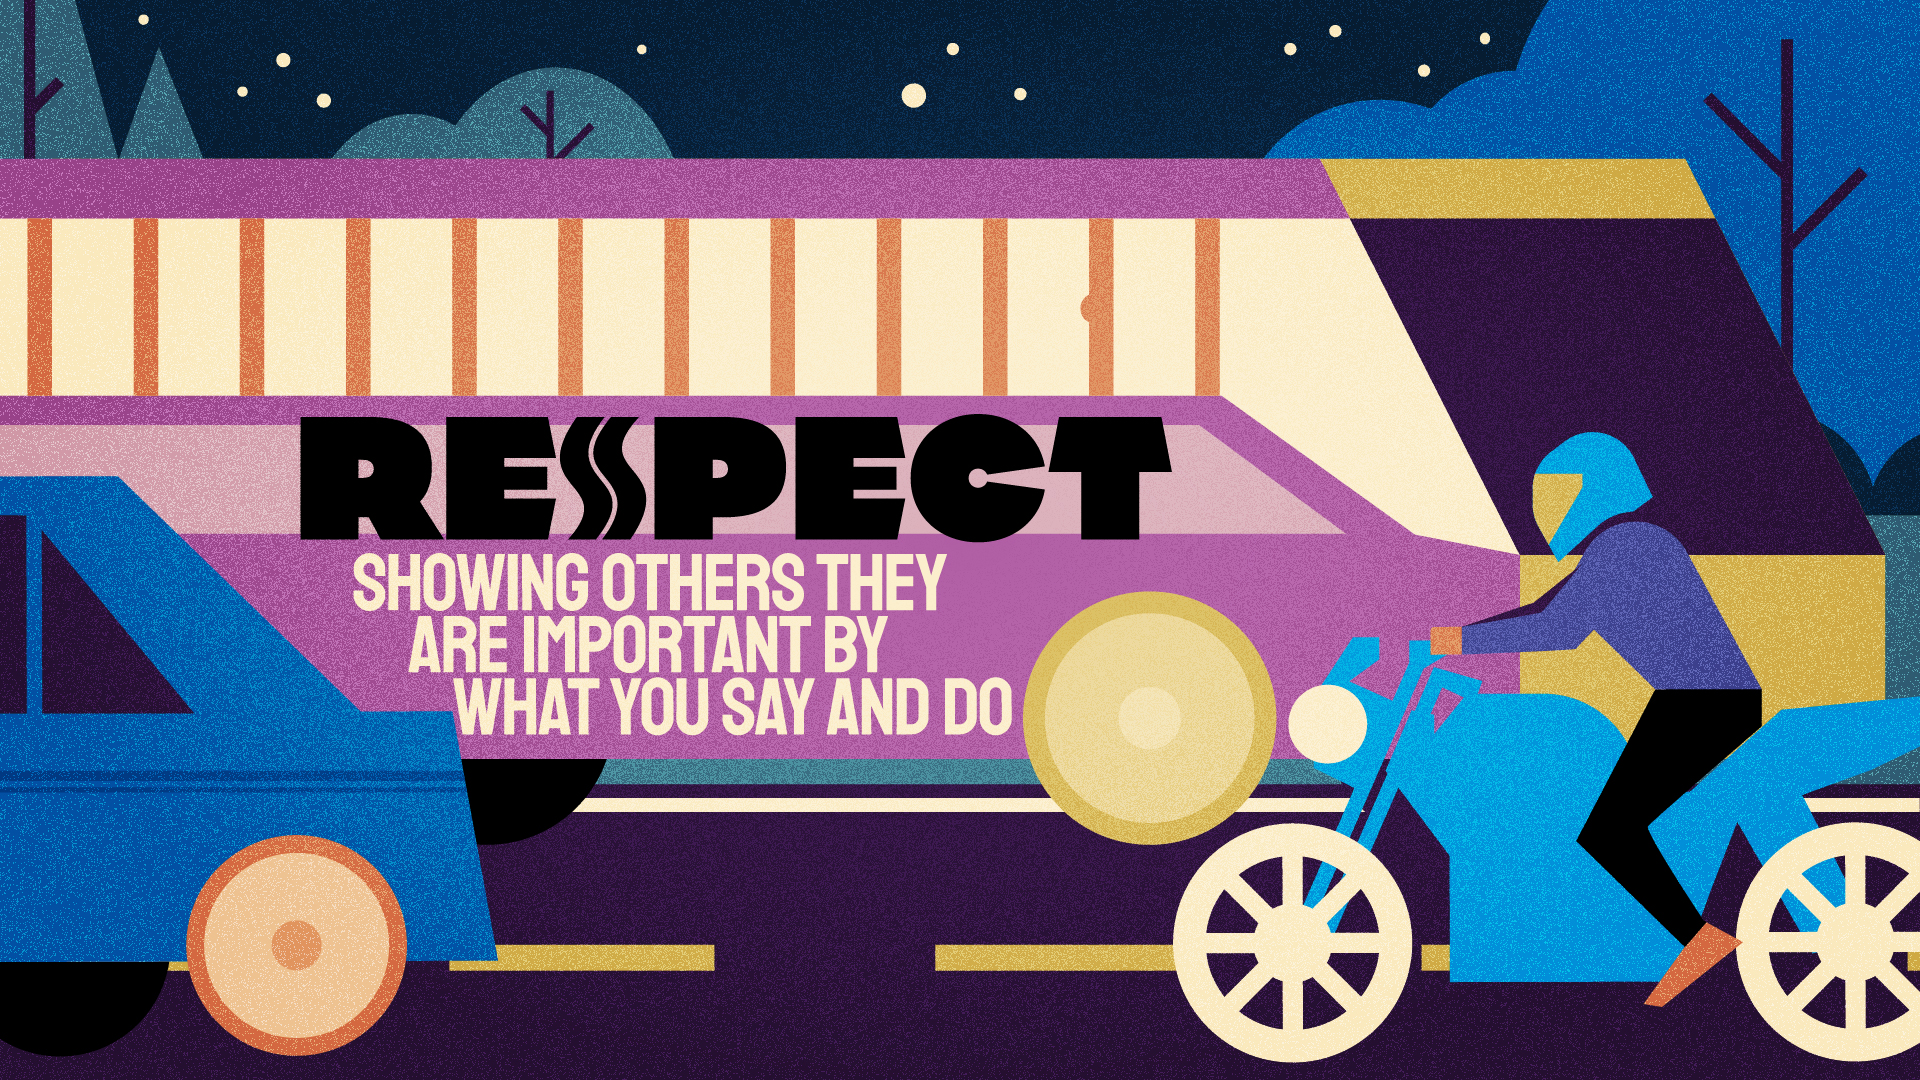 RESPECT
SHOWING OTHERS THEY
ARE IMPORTANT BY
WHAT YOU SAY AND DO